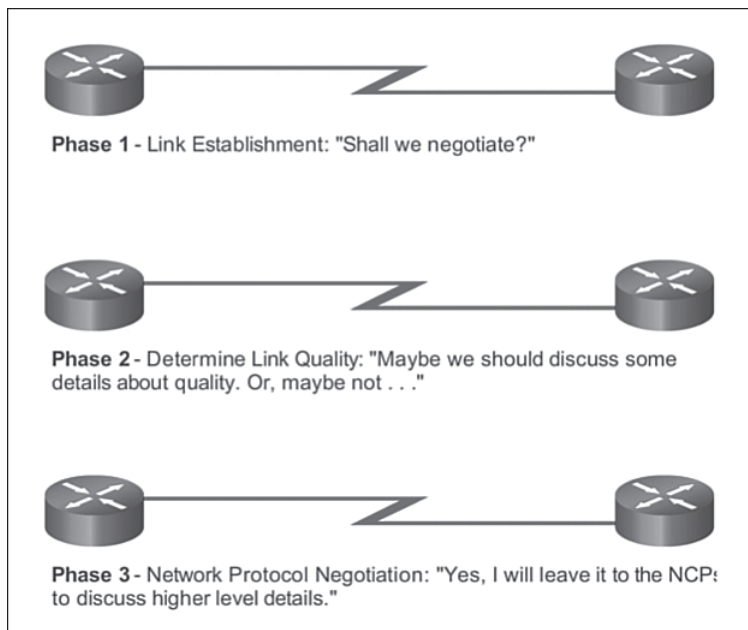 Phase 1 - Link Establishment: "Shall we negotiate?"
Phase 2 - Determine Link Quality: "Maybe we should discuss some
details about quality. Or, maybe not . . ."
Phase 3 - Network Protocol Negotiation: "Yes, I will leave it to the NCPs
to discuss higher level details."